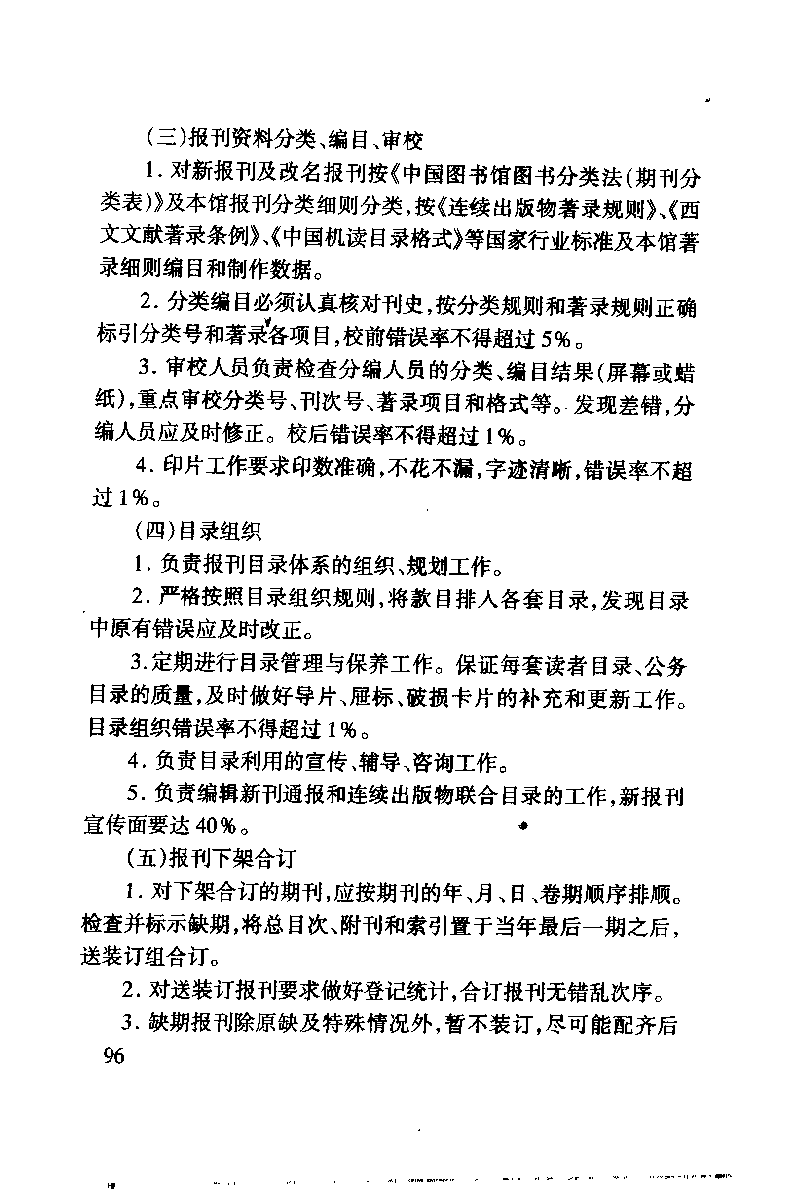 (三)报刊资料分类、编目、审校
1. 对新报刊及改名报刊按《中国图书馆图书分类法(期刊分
类表)》及本馆报刊分类细则分类,按《连续出版物著录规则》、《西
文文献著录条例》、《中国机读目录格式》等国家行业标准及本馆著
录细则编目和制作数据。
2. 分类编目必须认真核对刊史,按分类规则和著录规则正确
标引分类号和著录各项目,校前错误率不得超过5%。
3. 审校人员负责检查分编人员的分类、编目结果(屏幕或蜡
纸),重点审校分类号、刊次号、著录项目和格式等。发现差错,分
编人员应及时修正。校后错误率不得超过1%。
4. 印片工作要求印数准确,不花不漏,字迹清晰,错误率不超
过1%。
(四)目录组织
1. 负责报刊目录体系的组织、规划工作。
2. 严格按照目录组织规则,将款目排人各套目录,发现目录
中原有错误应及时改正。
3.定期进行目录管理与保养工作。保证每套读者目录、公务
目录的质量,及时做好导片、屉标、破损卡片的补充和更新工作。
目录组织错误率不得超过1%。
4. 负责目录利用的宣传、辅导、咨询工作。
5. 负责编辑新刊通报和连续出版物联合目录的工作,新报刊
宣传面要达40%。
(五)报刊下架合订
1. 对下架合订的期刊,应按期刊的年、月、日、卷期顺序排顺。
检查并标示缺期,将总目次、附刊和索引置于当年最后一期之后,
送装订组合订。
2. 对送装订报刊要求做好登记统计,合订报刊无错乱次序。
3. 缺期报刊除原缺及特殊情况外,暂不装订,尽可能配齐后
96